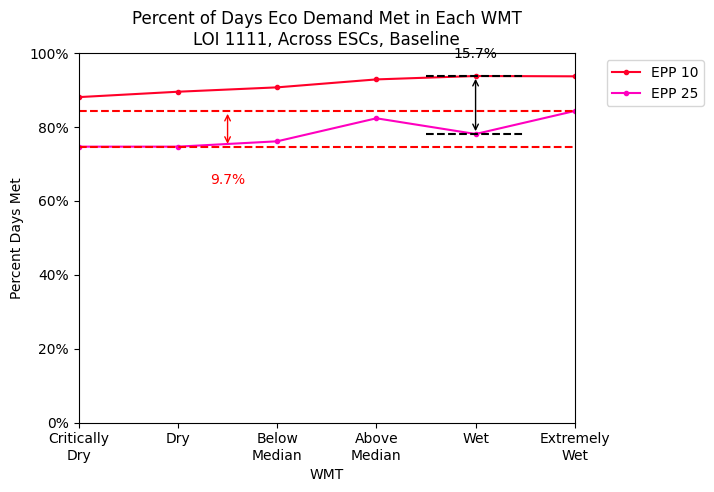 Percent of Days Eco Demand Met in Each WMT
LOI 1111, Across ESCs, Baseline
15.7%
100%
80%
60%
40%
20%
0%
Percent Days Met
9.7%
EPP 10
EPP 25
Critically
Dry
Dry
Below
Median
Above
Median
Wet
Extremely
Wet
WMT